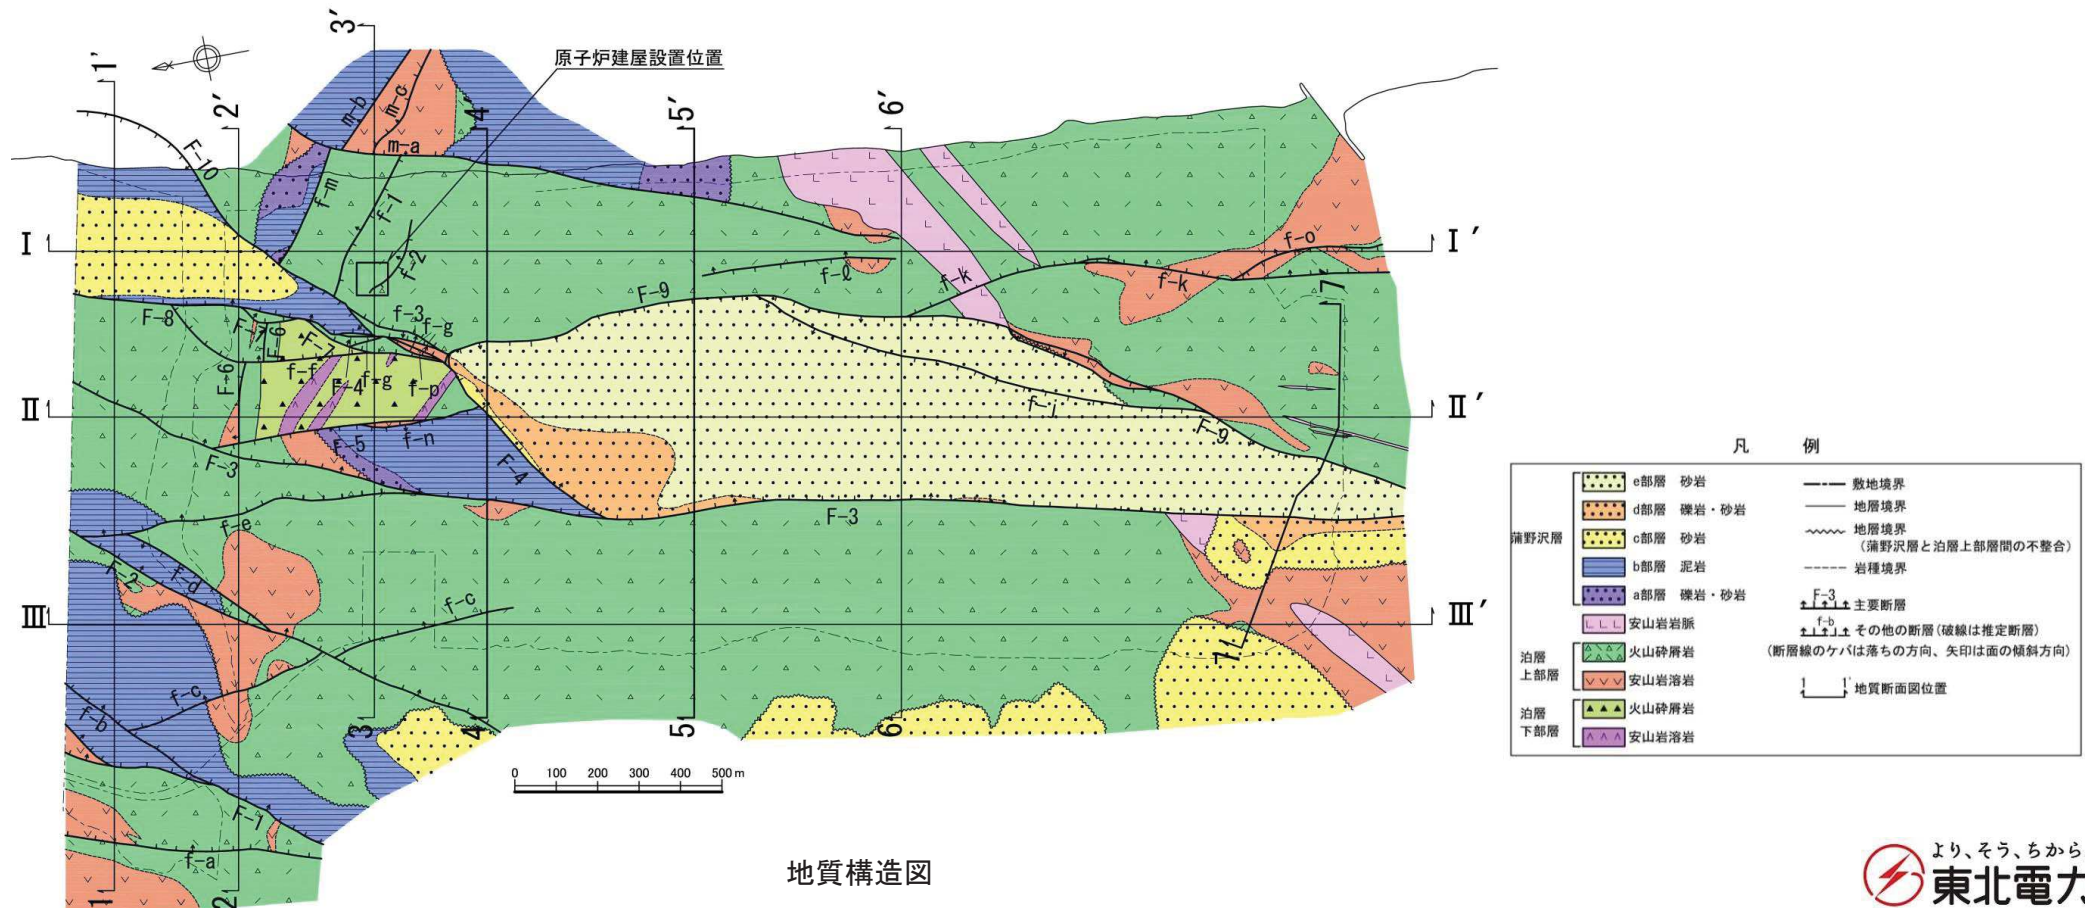 3'
原子炉建屋設置位置
1'
2'
m-b
m-c
4'
5'
6'
m-a
F-10
f-m
f-1
f-2
Ⅰ
Ⅰ'
f-o
f-ℓ
f-k
f-k
7'
F-9
F-8
F-7
F-6
F-7
f-3
f-g
F-6
f-f
F-4
f-g
f-p
f-i
Ⅱ
Ⅱ'
F-9
F-5
f-n
F-3
F-4
F-3
f-e
F-2
f-d
f-c
Ⅲ
Ⅲ'
7
f-c
f-b
3
4
5
6
0 100 200 300 400 500m
F-1
f-a
1
2
地質構造図
凡 例
蒲野沢層
e部層 砂岩
d部層 礫岩・砂岩
c部層 砂岩
b部層 泥岩
a部層 礫岩・砂岩
安山岩岩脈
泊層
上部層
火山砕屑岩
安山岩溶岩
泊層
下部層
火山砕屑岩
安山岩溶岩
敷地境界
地層境界
地層境界
(蒲野沢層と泊層上部層間の不整合)
岩種境界
F-3
主要断層
f-b
その他の断層(破線は推定断層)
(断層線のケバは落ちの方向、矢印は面の傾斜方向)
1 1'
地質断面図位置
より、そう、ちから
東北電力